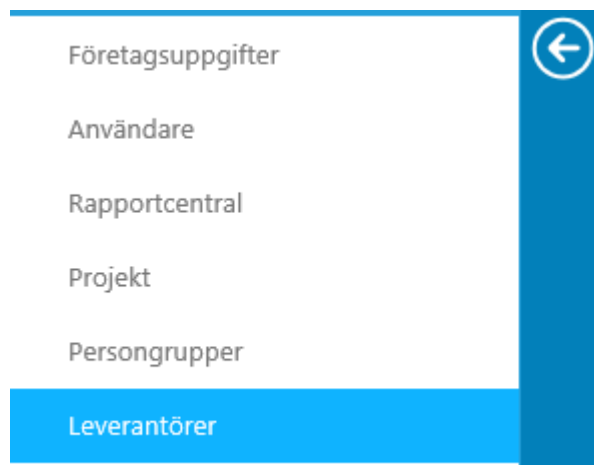 Företagsuppgifter
Användare
Rapportcentral
Projekt
Persongrupper
Leverantörer